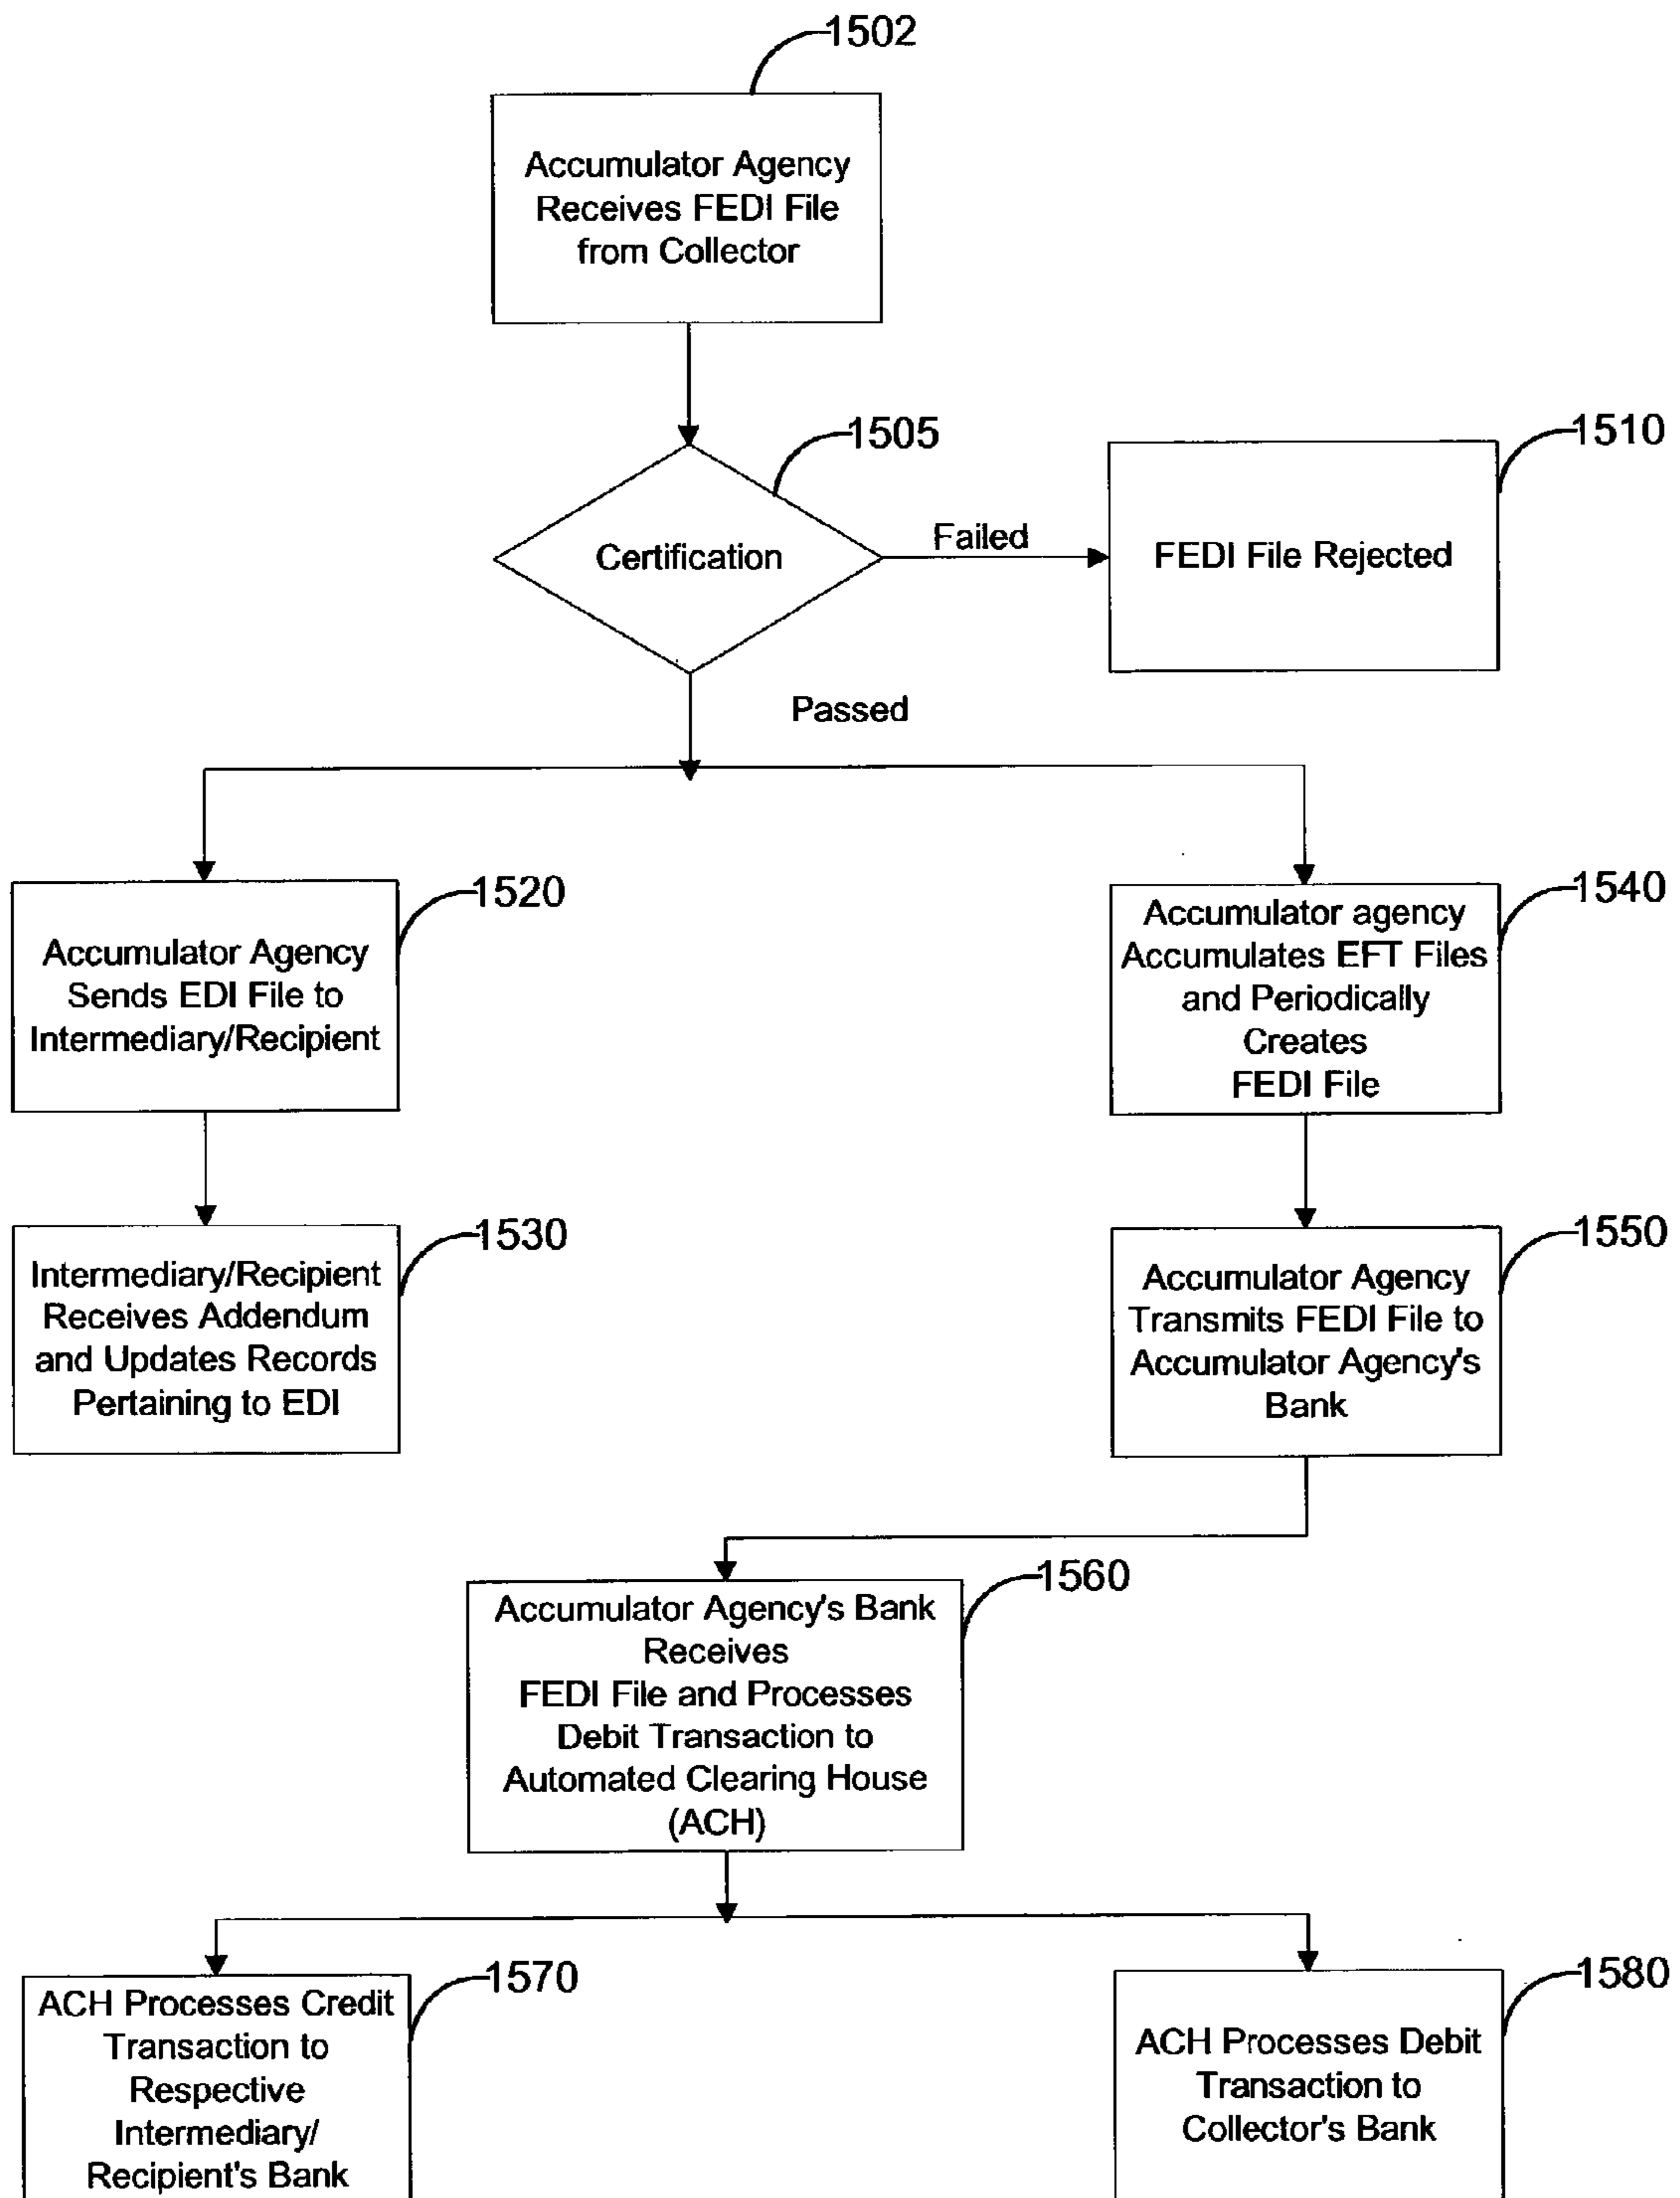 1502
Accumulator Agency
Receives FEDI File
from Collector
1505
Certification
Failed
1510
FEDI File Rejected
Passed
1520
Accumulator Agency
Sends EDI File to
Intermediary/Recipient
1540
Accumulator agency
Accumulates EFT Files
and Periodically
Creates
FEDI File
1530
Intermediary/Recipient
Receives Addendum
and Updates Records
Pertaining to EDI
1550
Accumulator Agency
Transmits FEDI File to
Accumulator Agency's
Bank
1560
Accumulator Agency's Bank
Receives
FEDI File and Processes
Debit Transaction to
Automated Clearing House
(ACH)
1570
ACH Processes Credit
Transaction to
Respective
Intermediary/
Recipient's Bank
1580
ACH Processes Debit
Transaction to
Collector's Bank